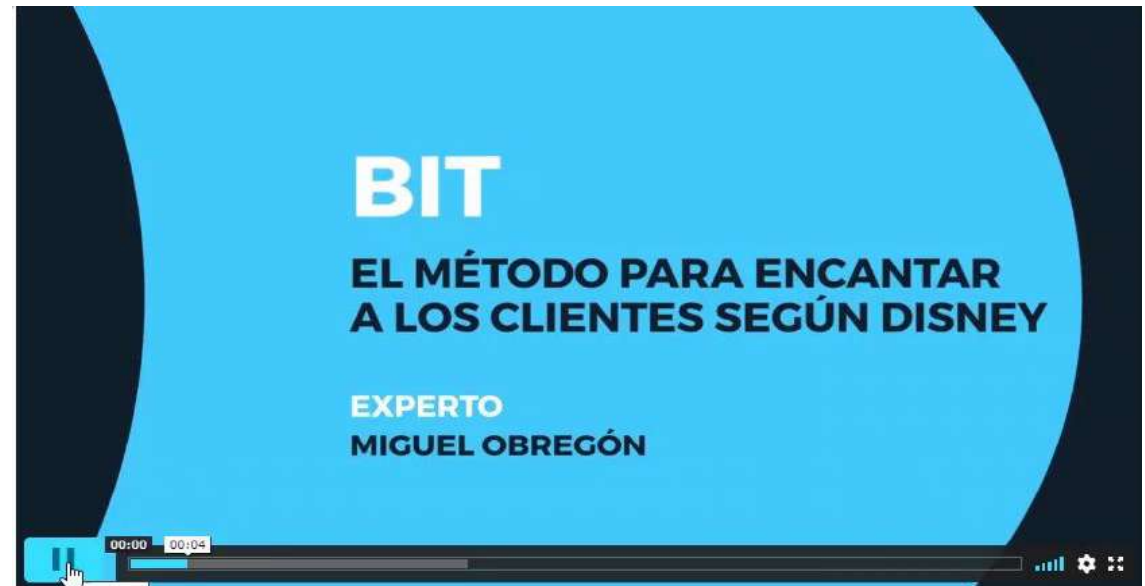 BIT
EL MÉTODO PARA ENCANTAR
A LOS CLIENTES SEGÚN DISNEY
EXPERTO
MIGUEL OBREGÓN
00:00 00:04